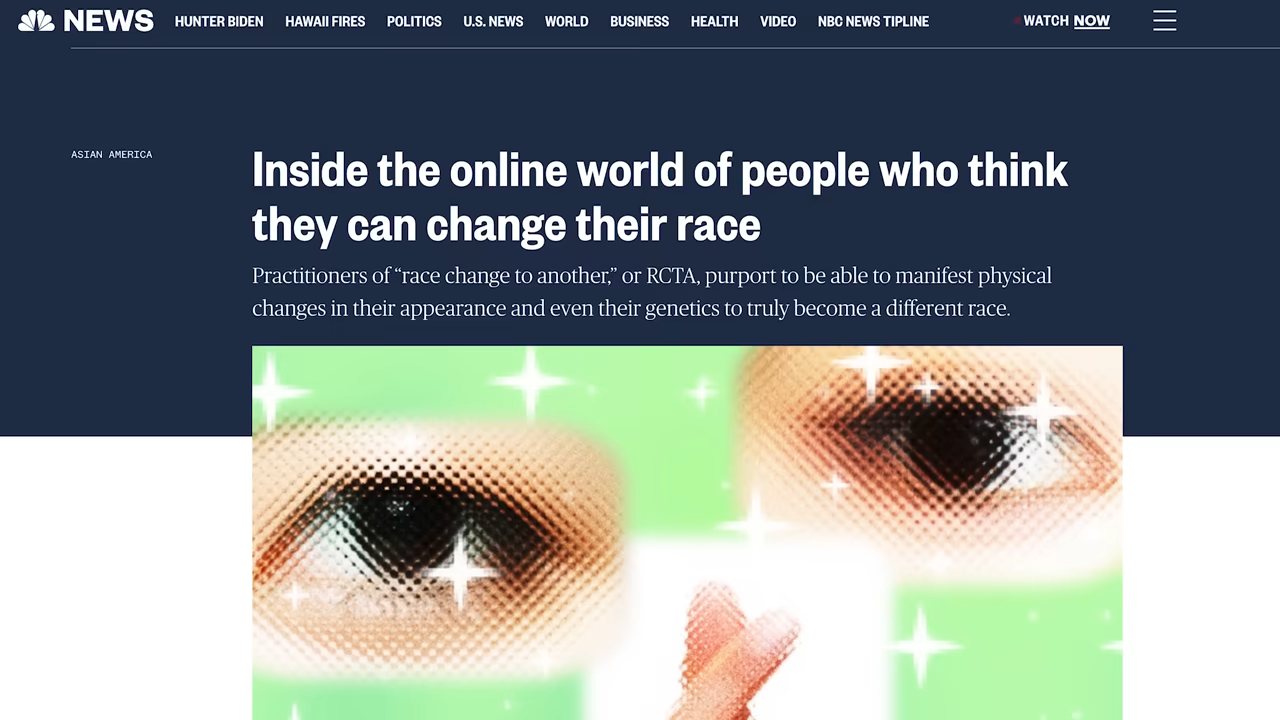 NEWS HUNTER BIDEN HAWAII FIRES POLITICS U.S. NEWS WORLD BUSINESS HEALTH VIDEO NBC NEWS TIPLINE WATCH NOW
ASIAN AMERICA
Inside the online world of people who think
they can change their race
Practitioners of “race change to another,” or RCTA, purport to be able to manifest physical
changes in their appearance and even their genetics to truly become a different race.